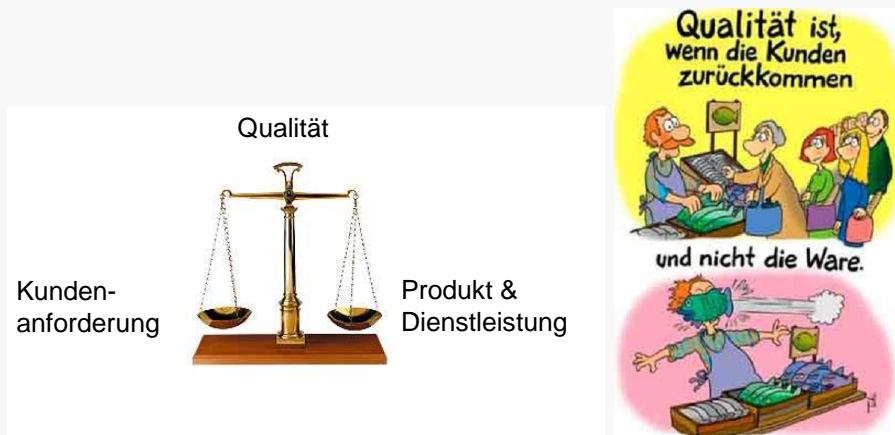 Qualität
Kunden-
anforderung
Produkt &
Dienstleistung
Qualität ist,
wenn die Kunden
zurückkommen
und nicht die Ware.